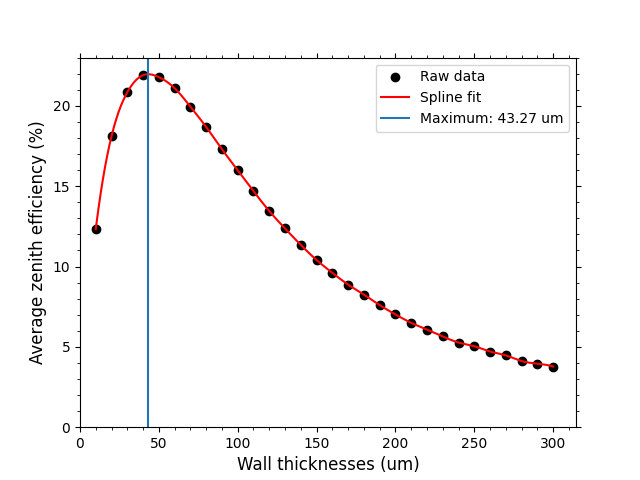 Raw data
Spline fit
Maximum: 43.27 um
Average zenith efficiency (%)
20
15
10
5
0
0 50 100 150 200 250 300
Wall thicknesses (um)